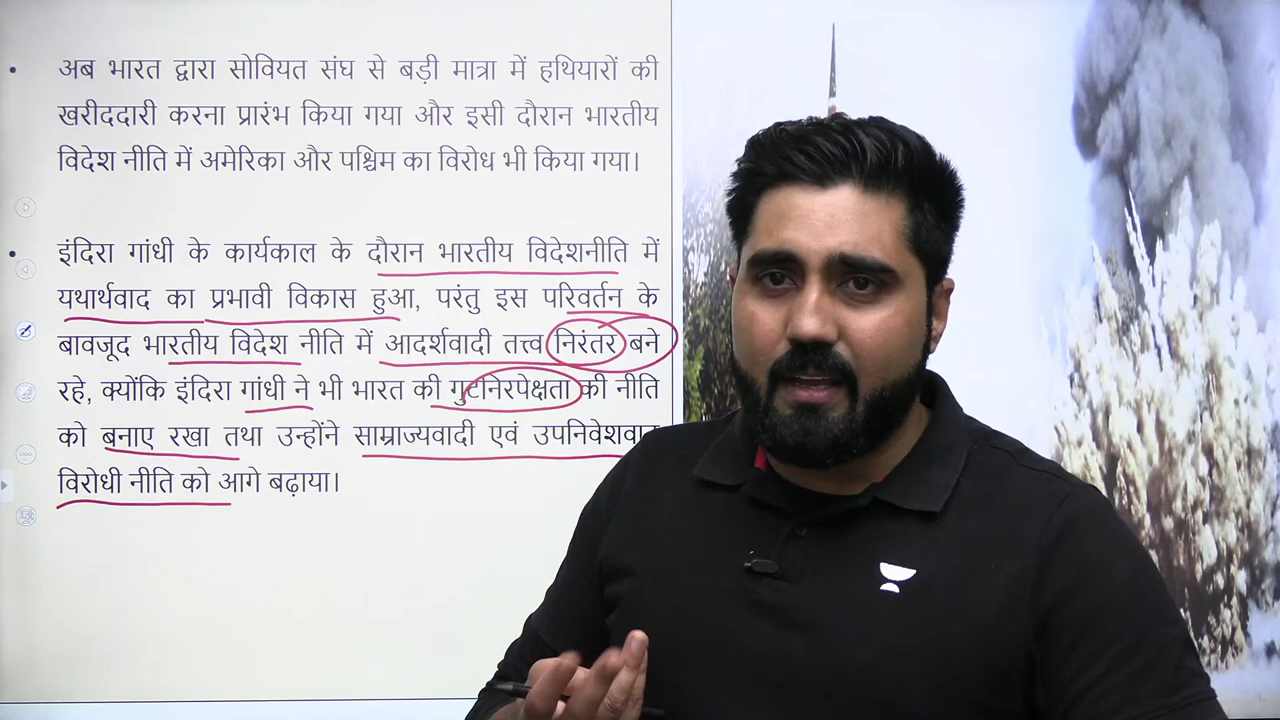 अब भारत द्वारा सोवियत संघ से बड़ी मात्रा में हथियारों की
खरीददारी करना प्रारंभ किया गया और इसी दौरान भारतीय
विदेश नीति में अमेरिका और पश्चिम का विरोध भी किया गया।
इंदिरा गांधी के कार्यकाल के दौरान भारतीय विदेशनीति में
यथार्थवाद का प्रभावी विकास हुआ, परंतु इस परिवर्तन के
बावजूद भारतीय विदेश नीति में आदर्शवादी तत्त्व निरंतर बने
रहे, क्योंकि इंदिरा गांधी ने भी भारत की गुटनिरपेक्षता की नीति
को बनाए रखा तथा उन्होंने साम्राज्यवादी एवं उपनिवेशवाद
विरोधी नीति को आगे बढ़ाया।